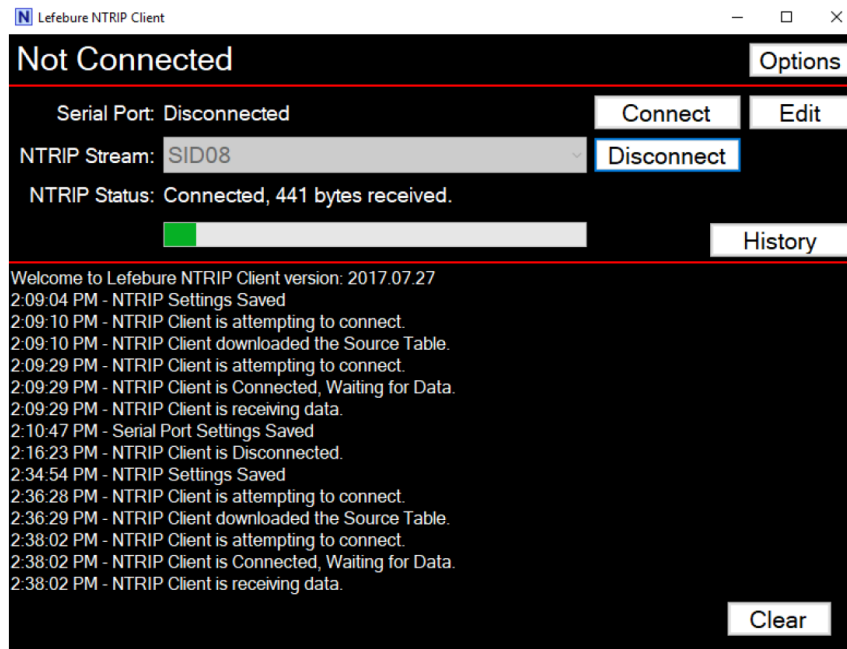 N Lefebure NTRIP Client
Not Connected
Options
Serial Port: Disconnected
Connect
Edit
NTRIP Stream: SID08
Disconnect
NTRIP Status: Connected, 441 bytes received.
History
Welcome to Lefebure NTRIP Client version: 2017.07.27
2:09:04 PM - NTRIP Settings Saved
2:09:10 PM - NTRIP Client is attempting to connect.
2:09:10 PM - NTRIP Client downloaded the Source Table.
2:09:29 PM - NTRIP Client is attempting to connect.
2:09:29 PM - NTRIP Client is Connected, Waiting for Data.
2:09:29 PM - NTRIP Client is receiving data.
2:10:47 PM - Serial Port Settings Saved
2:16:23 PM - NTRIP Client is Disconnected.
2:34:54 PM - NTRIP Settings Saved
2:36:28 PM - NTRIP Client is attempting to connect.
2:36:29 PM - NTRIP Client downloaded the Source Table.
2:38:02 PM - NTRIP Client is attempting to connect.
2:38:02 PM - NTRIP Client is Connected, Waiting for Data.
2:38:02 PM - NTRIP Client is receiving data.
Clear